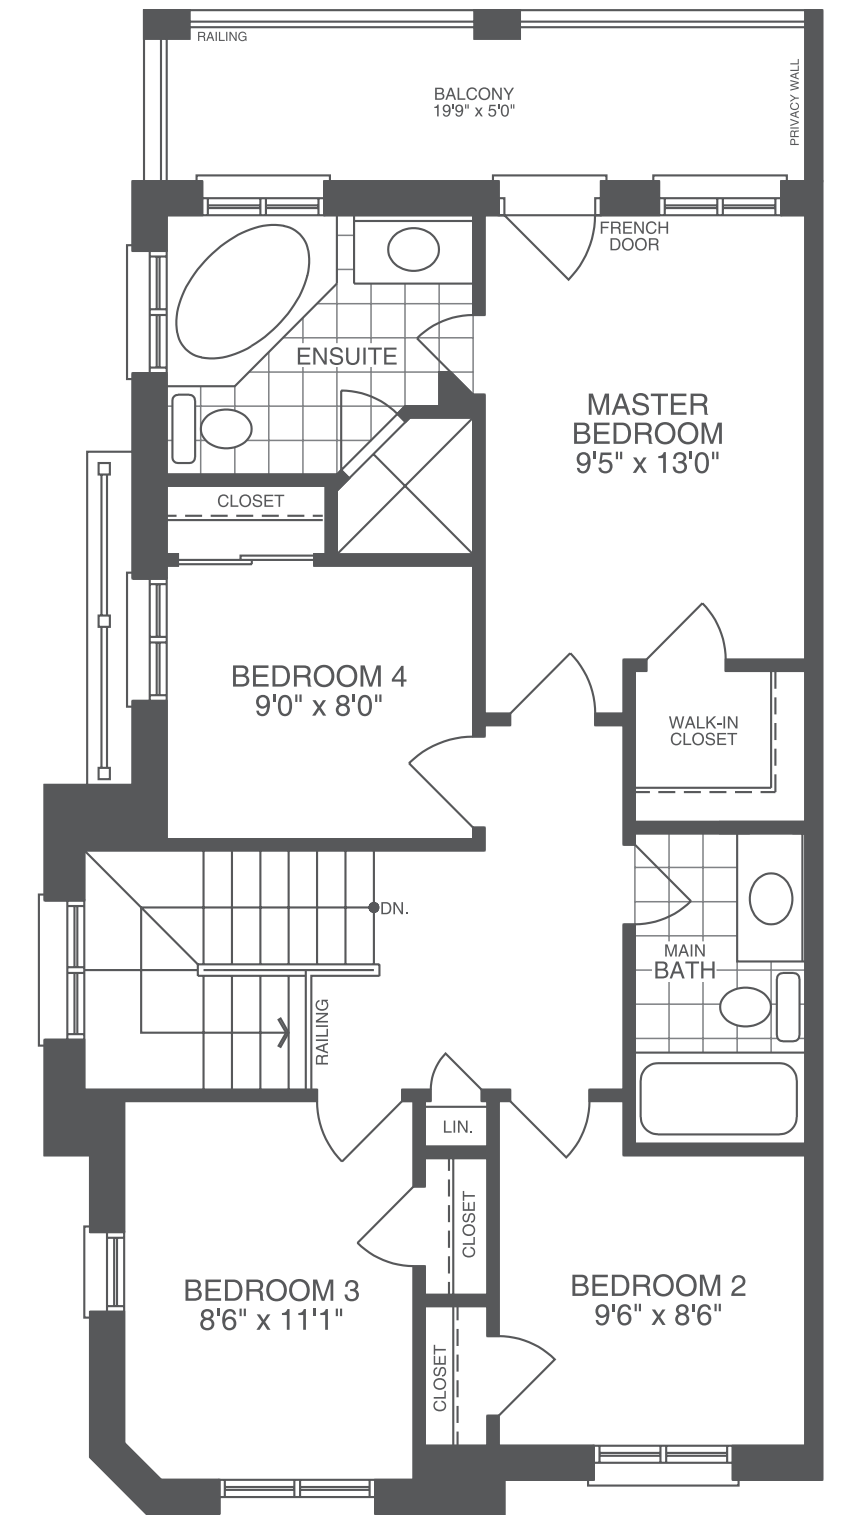 RAILING
BALCONY
19'9" x 5'0"
PRIVACY WALL
FRENCH
DOOR
ENSUITE
MASTER
BEDROOM
9'5" x 13'0"
CLOSET
BEDROOM 4
9'0" x 8'0"
WALK-IN
CLOSET
DN.
MAIN
BATH
RAILING
LIN.
CLOSET
BEDROOM 3
8'6" x 11'1"
BEDROOM 2
9'6" x 8'6"
CLOSET